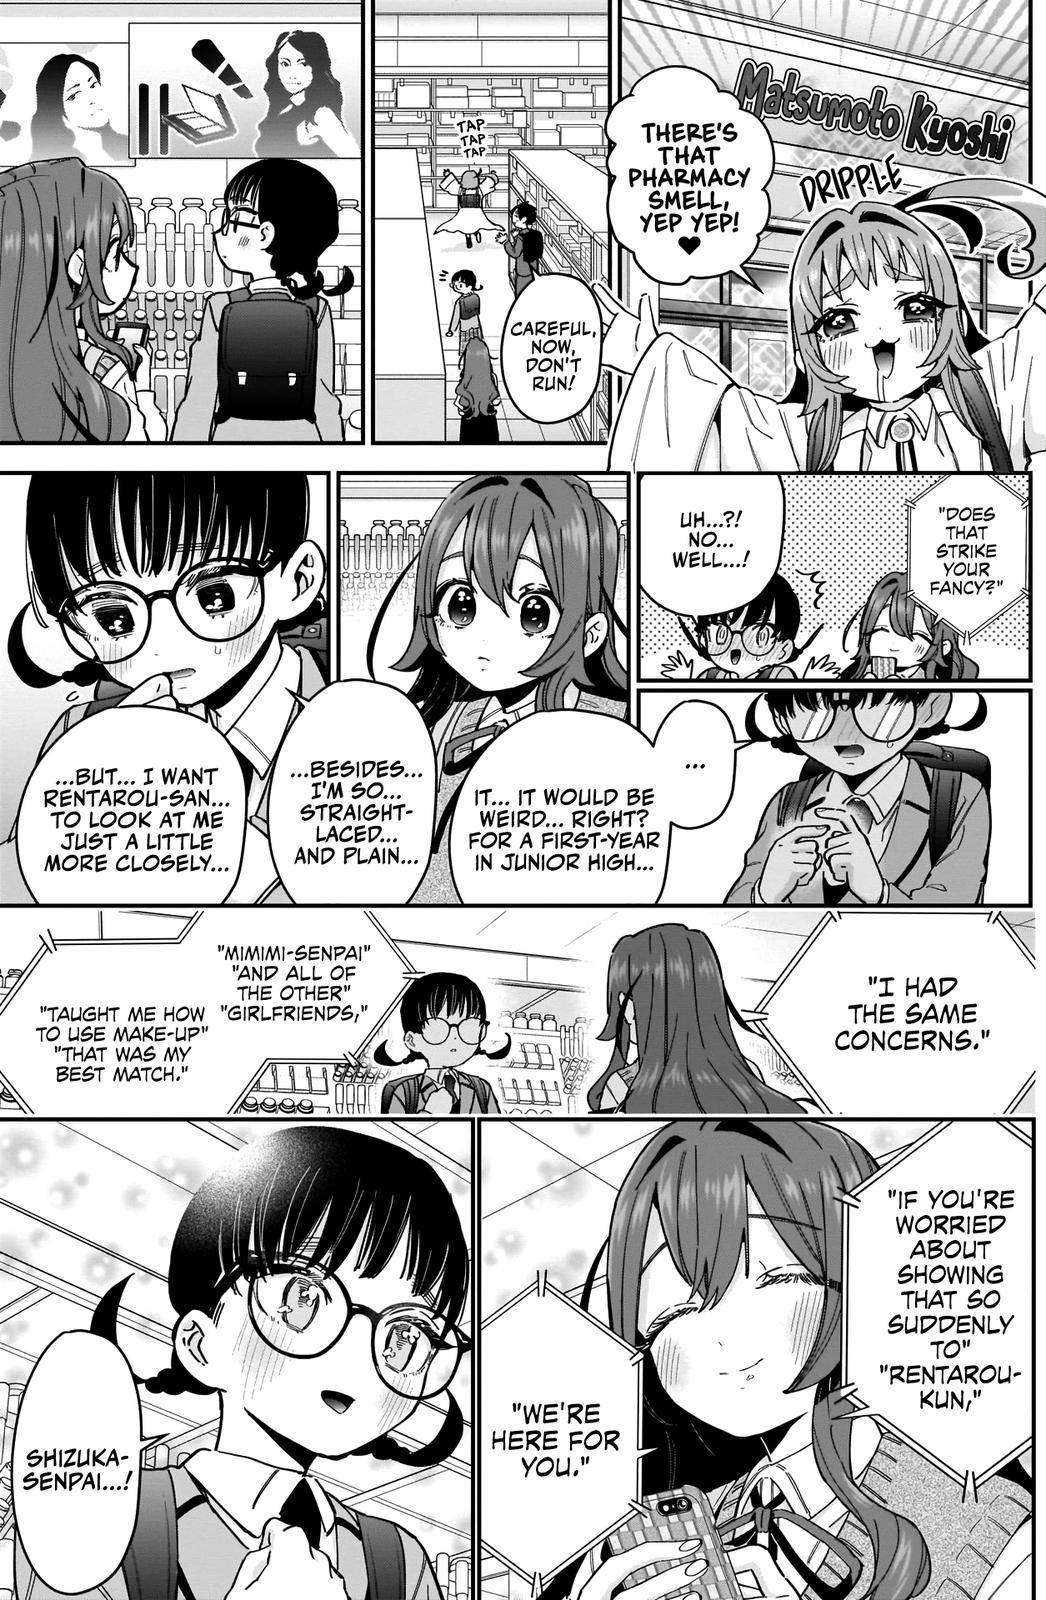 Matsumoto Kyoshi
THERE'S
THAT
PHARMACY
SMELL,
YEP YEP!
♥
DRIPPLE
TAP
TAP
TAP
CAREFUL,
NOW,
DON'T
RUN!
"DOES
THAT
STRIKE
YOUR
FANCY?"
UH...?!
NO...
WELL...!
...
IT... IT WOULD BE
WEIRD... RIGHT?
FOR A FIRST-YEAR
IN JUNIOR HIGH...
...BESIDES...
I'M SO...
STRAIGHT-
LACED...
AND PLAIN...
...BUT... I WANT
RENTAROU-SAN...
TO LOOK AT ME
JUST A LITTLE
MORE CLOSELY...
"I HAD
THE SAME
CONCERNS."
"MIMIMI-SENPAI"
"AND ALL OF
THE OTHER"
"GIRLFRIENDS,"
"TAUGHT ME HOW
TO USE MAKE-UP"
"THAT WAS MY
BEST MATCH."
"IF YOU'RE
WORRIED
ABOUT
SHOWING
THAT SO
SUDDENLY
TO"
"RENTAROU-
KUN,"
"WE'RE
HERE FOR
YOU."
SHIZUKA-
SENPAI...!